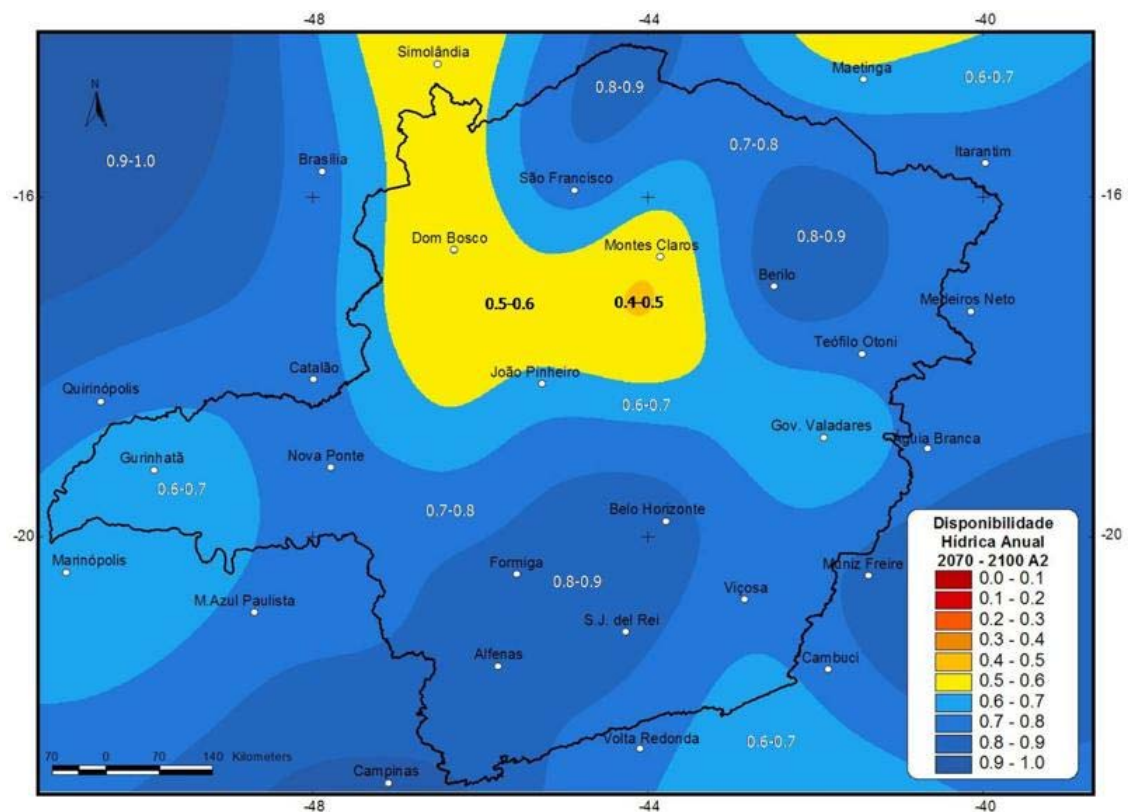 -48
-44
-40
Simolândia
Maetinga
0.6-0.7
0.8-0.9
N
0.9-1.0
Brasília
0.7-0.8
Itarantim
São Francisco
-16
-16
Dom Bosco
Montes Claros
0.8-0.9
Berilo
0.5-0.6
0.4-0.5
Medeiros Neto
Teófilo Otoni
Catalão
João Pinheiro
Quirinópolis
0.6-0.7
Gov. Valadares
Águia Branca
Gurinhatã
Nova Ponte
0.6-0.7
0.7-0.8
Belo Horizonte
-20
-20
Disponibilidade
Hídrica Anual
2070 - 2100 A2
0.0 - 0.1
0.1 - 0.2
0.2 - 0.3
0.3 - 0.4
0.4 - 0.5
0.5 - 0.6
0.6 - 0.7
0.7 - 0.8
0.8 - 0.9
0.9 - 1.0
Marinópolis
Formiga
0.8-0.9
Muniz Freire
M.Azul Paulista
Viçosa
S.J. del Rei
Alfenas
Cambuci
Volta Redonda
0.6-0.7
70 0 70 140 Kilometers
Campinas
-48
-44
-40